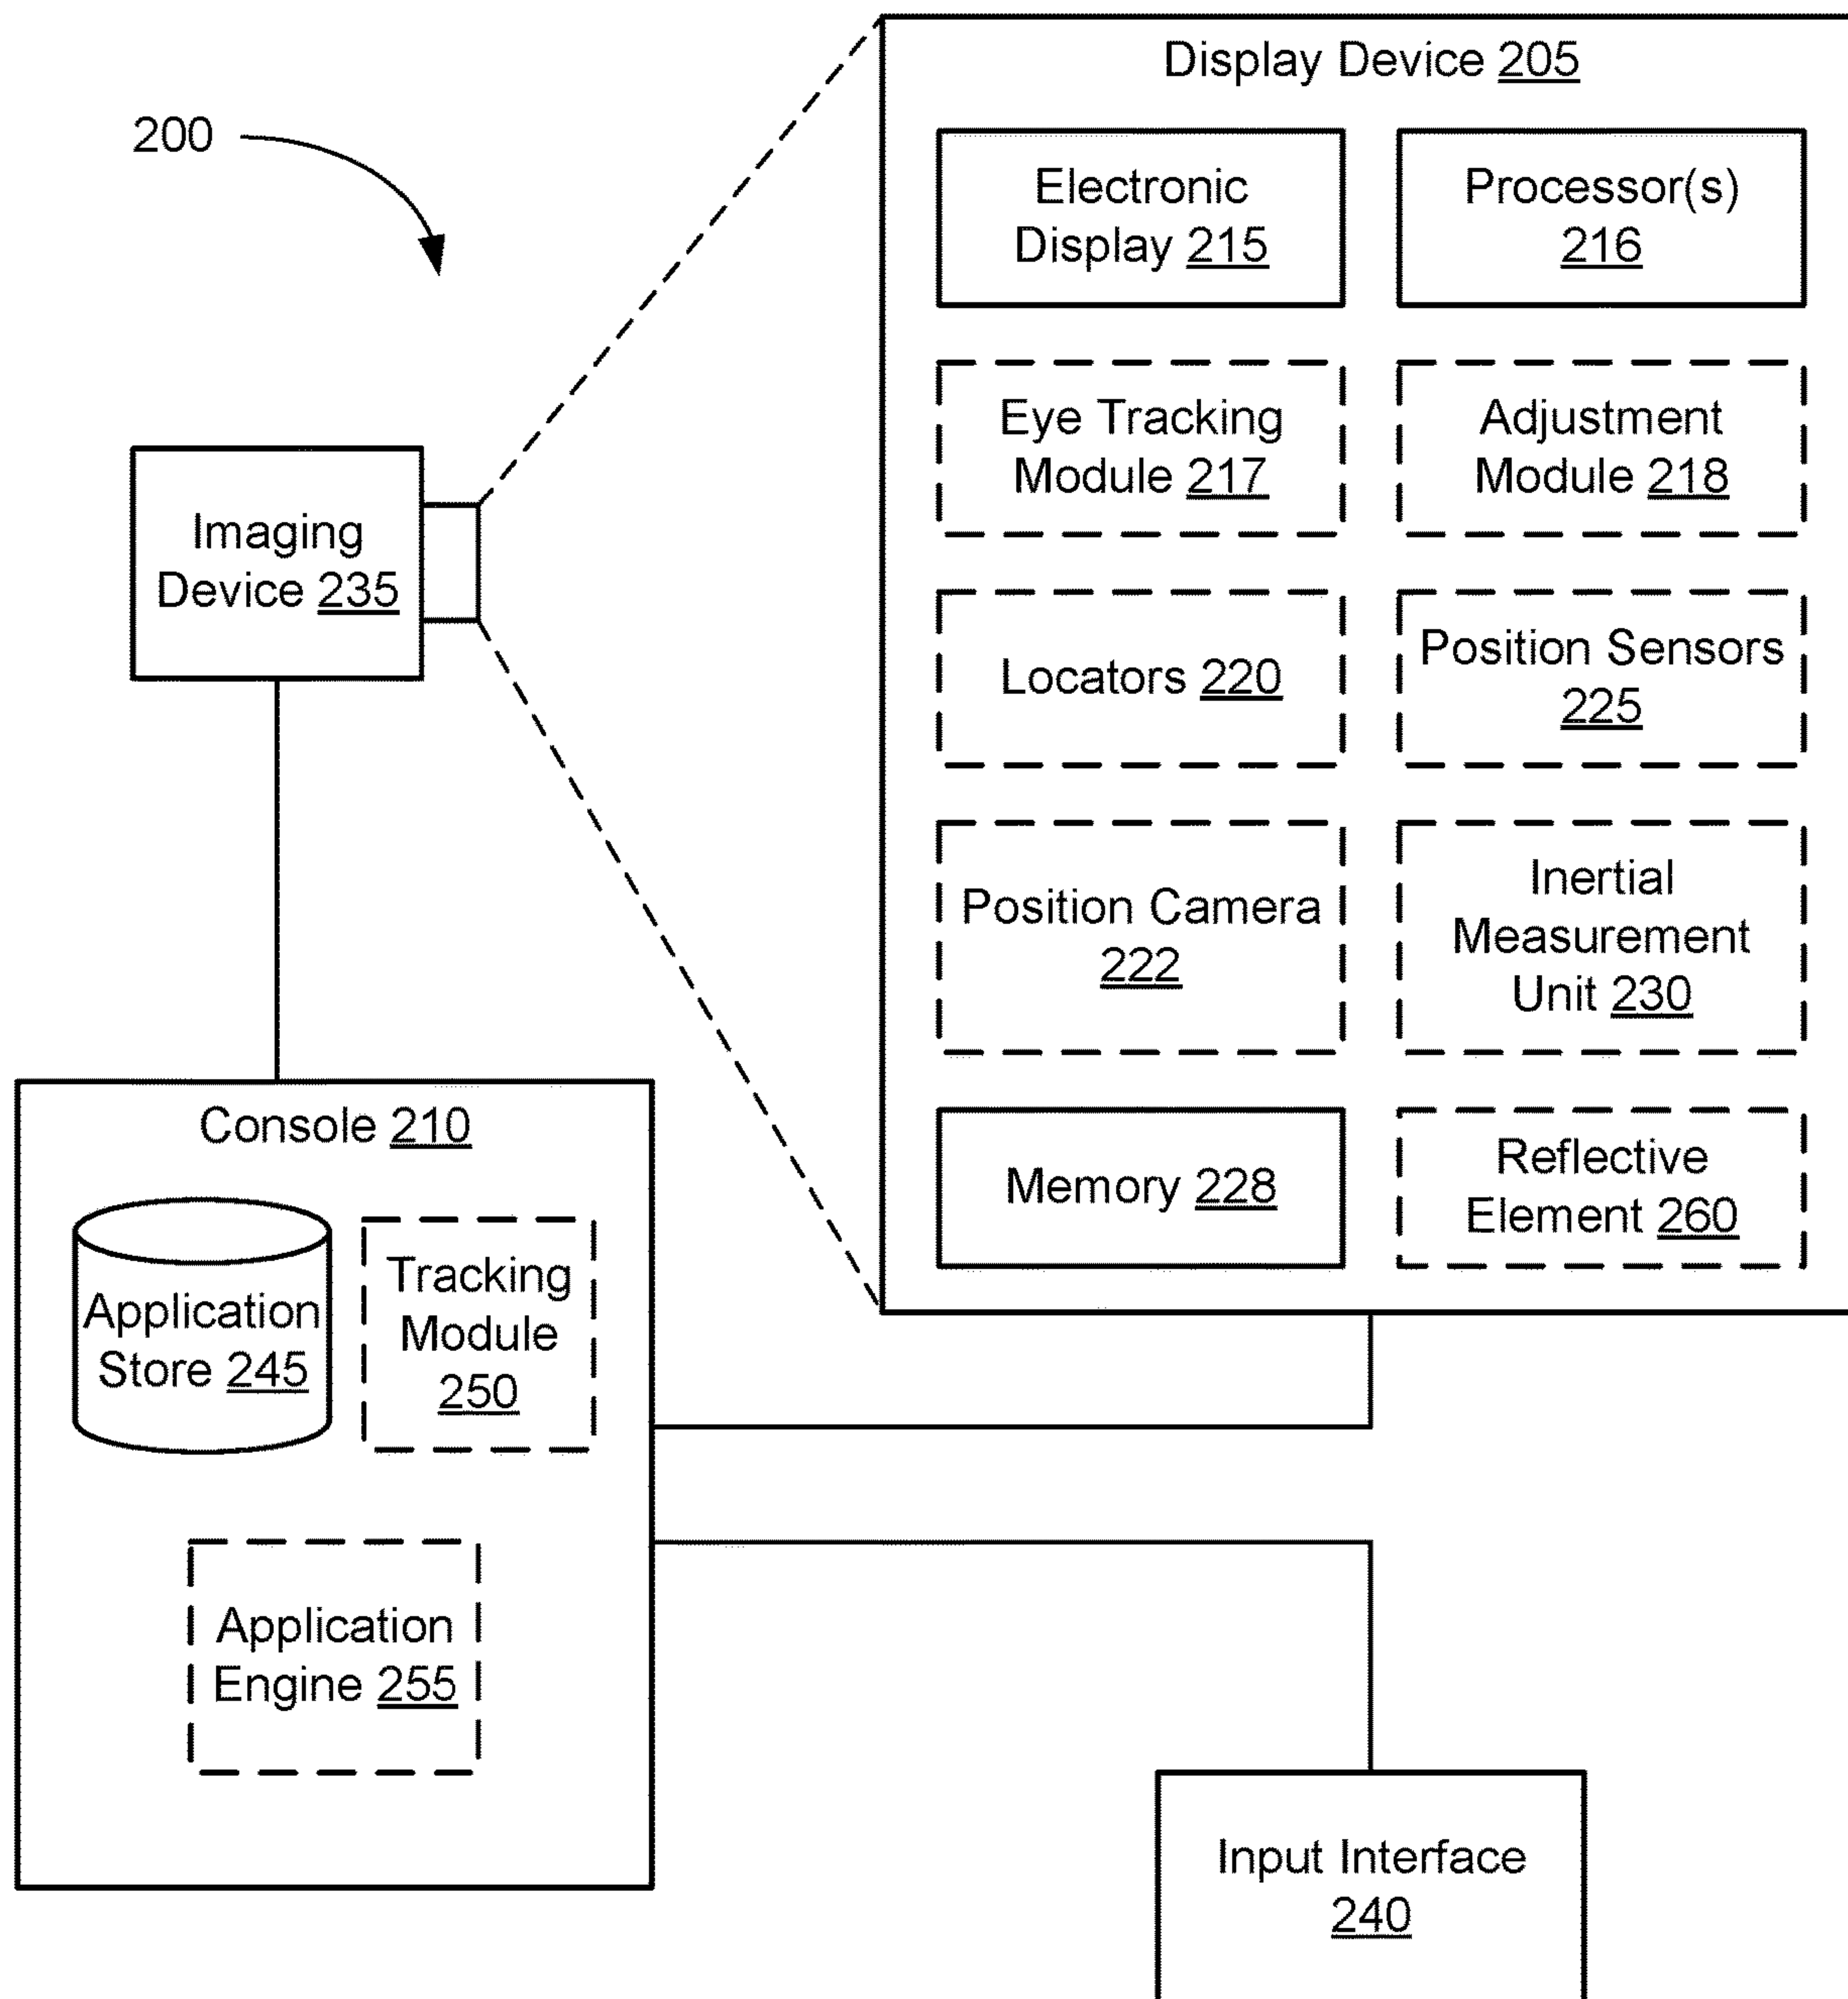 200
Display Device 205
Electronic
Display 215
Processor(s)
216
Eye Tracking
Module 217
Adjustment
Module 218
Imaging
Device 235
Locators 220
Position Sensors
225
Position Camera
222
Inertial
Measurement
Unit 230
Memory 228
Reflective
Element 260
Console 210
Application
Store 245
Tracking
Module
250
Application
Engine 255
Input Interface
240